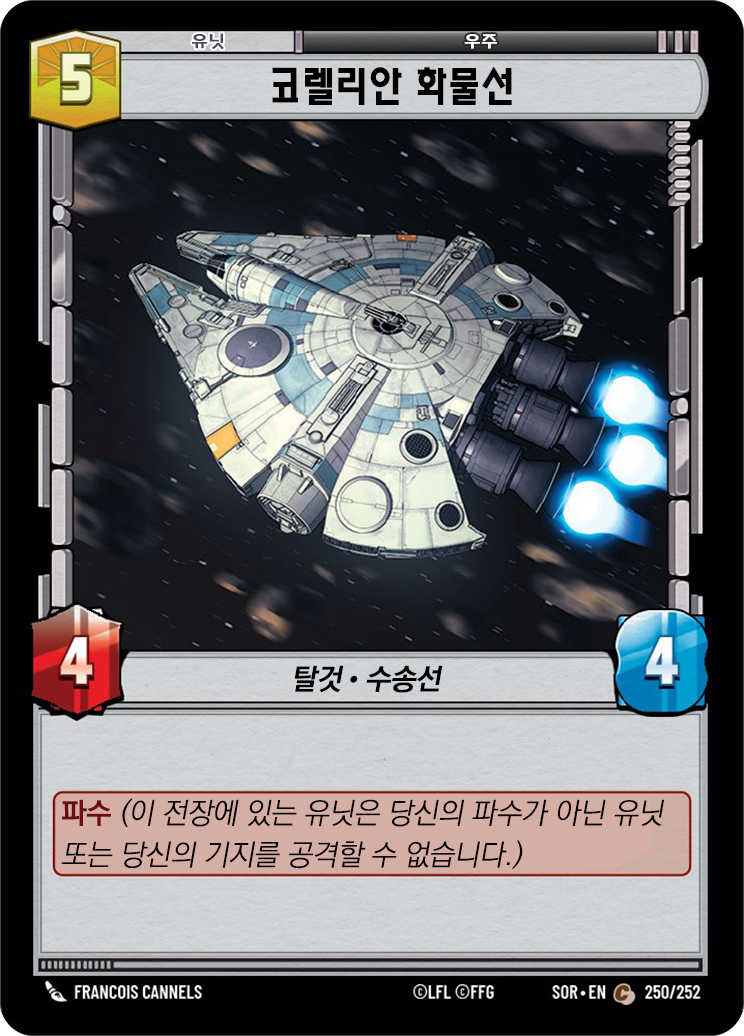 유닛
우주
5
코렐리안 화물선
4
탈것 • 수송선
4
파수 (이 전장에 있는 유닛은 당신의 파수가 아닌 유닛
또는 당신의 기지를 공격할 수 없습니다.)
FRANCOIS CANNELS
©LFL ©FFG
SOR • EN C 250/252